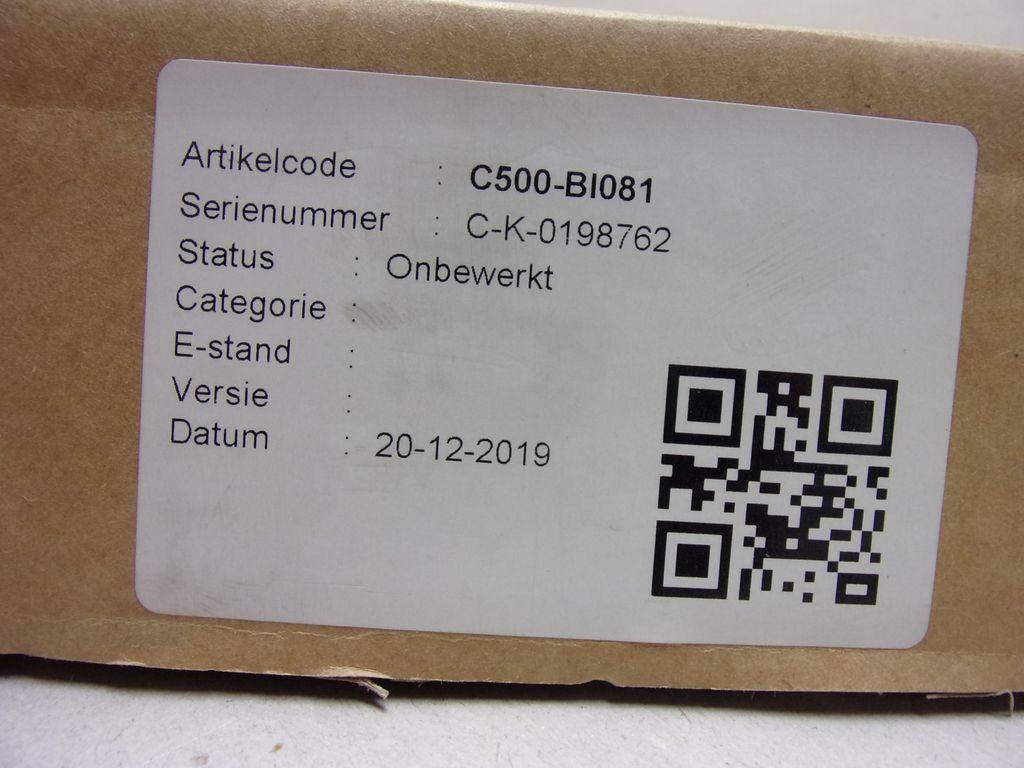 Artikelcode : C500-BI081
Serienummer : C-K-0198762
Status : Onbewerkt
Categorie :
E-stand :
Versie :
Datum : 20-12-2019